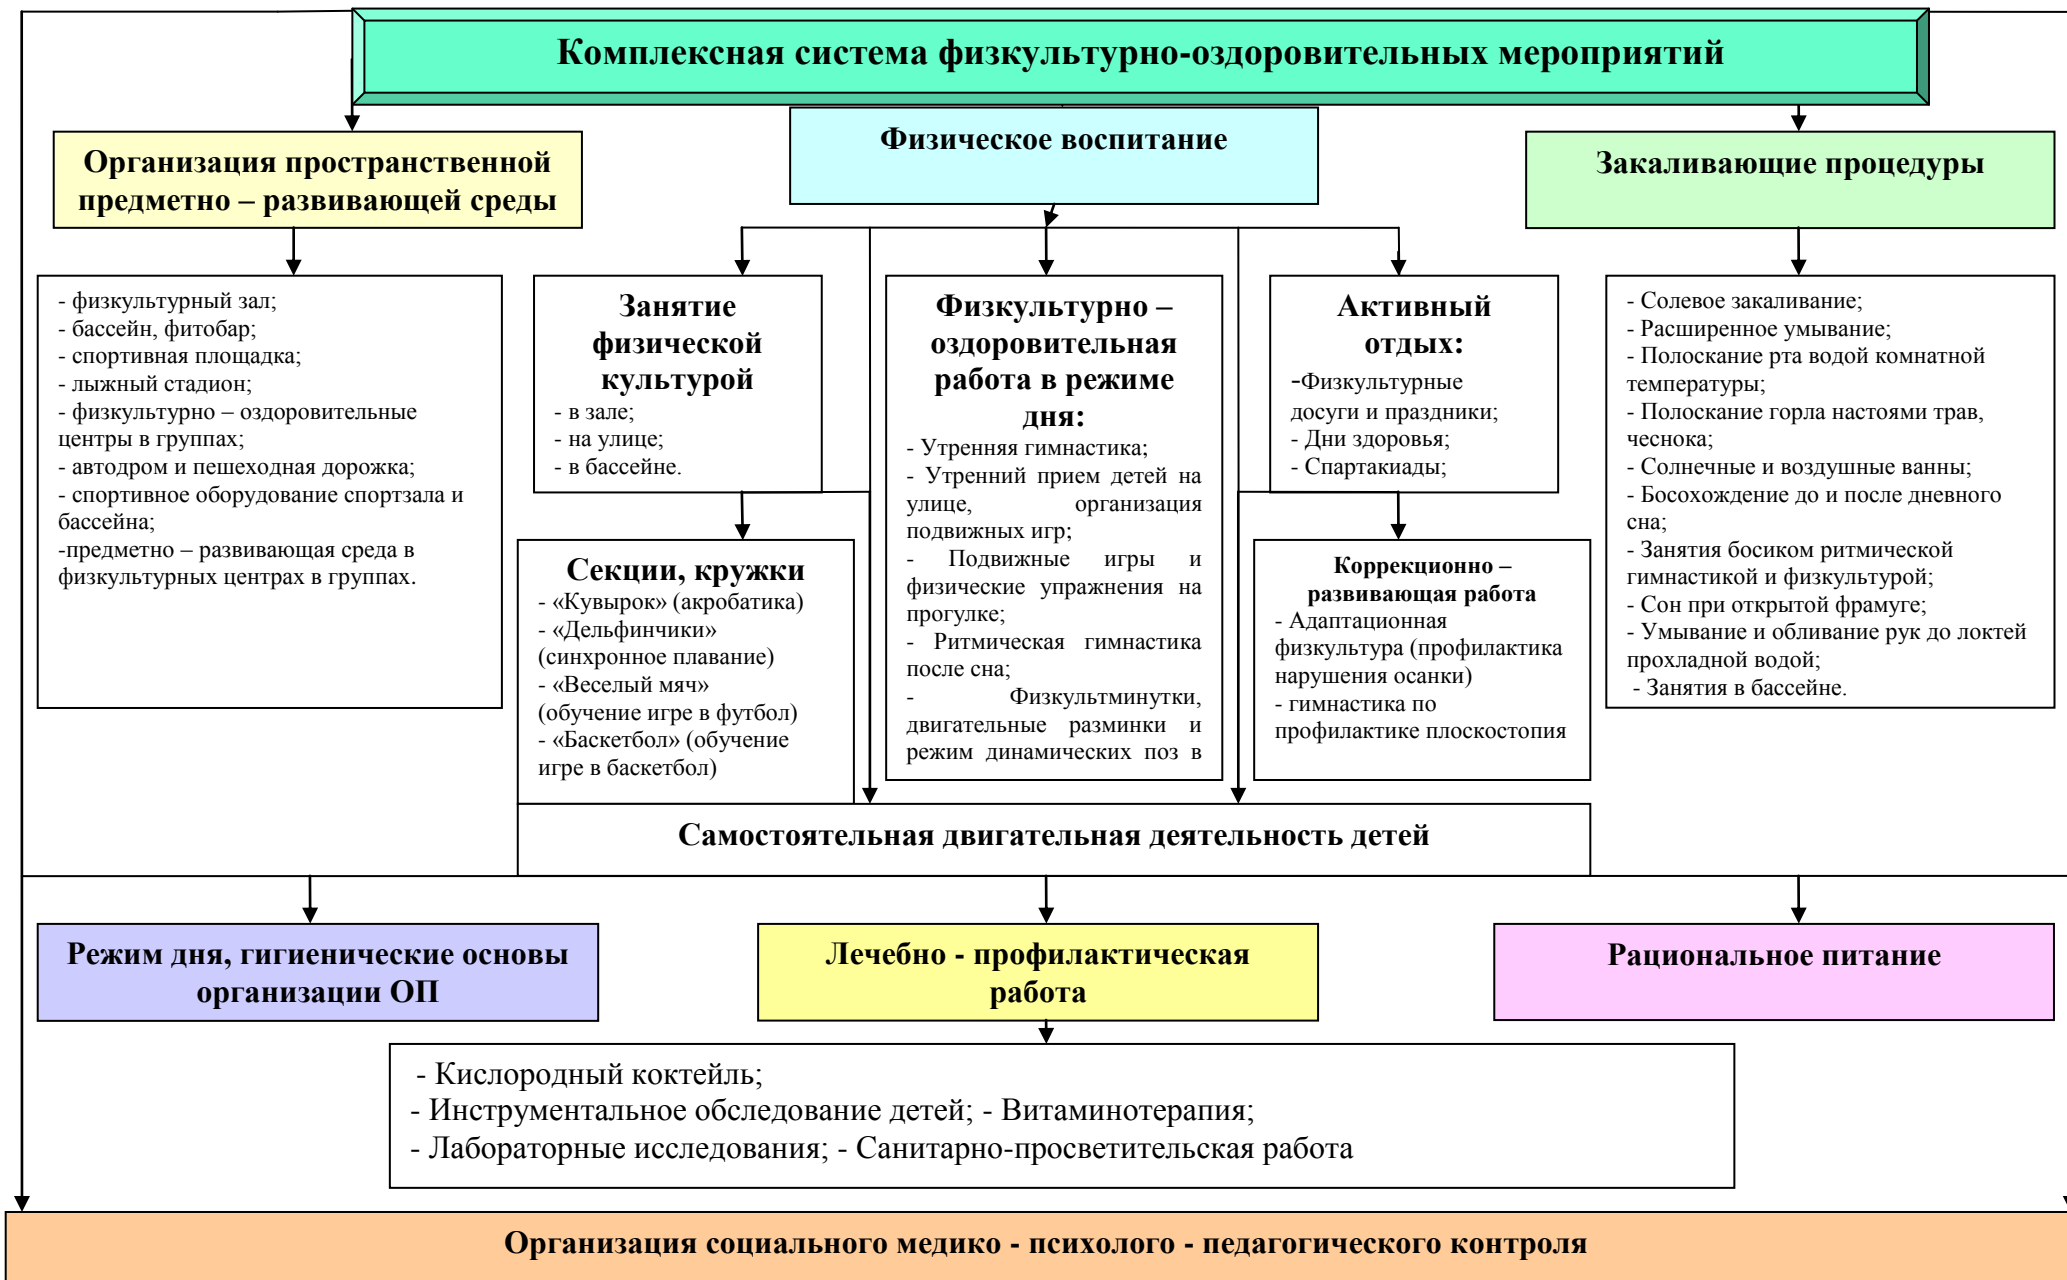 Комплексная система физкультурно-оздоровительных мероприятий
Организация пространственной
предметно – развивающей среды
Физическое воспитание
Закаливающие процедуры
- физкультурный зал;
- бассейн, фитобар;
- спортивная площадка;
- лыжный стадион;
- физкультурно – оздоровительные
центры в группах;
- автодром и пешеходная дорожка;
- спортивное оборудование спортзала и
бассейна;
-предметно – развивающая среда в
физкультурных центрах в группах.
Занятие
физической
культурой
- в зале;
- на улице;
- в бассейне.
Секции, кружки
- «Кувырок» (акробатика)
- «Дельфинчики»
(синхронное плавание)
- «Веселый мяч»
(обучение игре в футбол)
- «Баскетбол» (обучение
игре в баскетбол)
Физкультурно –
оздоровительная
работа в режиме
дня:
- Утренняя гимнастика;
- Утренний прием детей на
улице, организация
подвижных игр;
- Подвижные игры и
физические упражнения на
прогулке;
- Ритмическая гимнастика
после сна;
- Физкультминутки,
двигательные разминки и
режим динамических поз в
Активный
отдых:
-Физкультурные
досуги и праздники;
- Дни здоровья;
- Спартакиады;
Коррекционно –
развивающая работа
- Адаптационная
физкультура (профилактика
нарушения осанки)
- гимнастика по
профилактике плоскостопия
- Солевое закаливание;
- Расширенное умывание;
- Полоскание рта водой комнатной
температуры;
- Полоскание горла настоями трав,
чеснока;
- Солнечные и воздушные ванны;
- Босохождение до и после дневного
сна;
- Занятия босиком ритмической
гимнастикой и физкультурой;
- Сон при открытой фрамуге;
- Умывание и обливание рук до локтей
прохладной водой;
- Занятия в бассейне.
Самостоятельная двигательная деятельность детей
Режим дня, гигиенические основы
организации ОП
Лечебно - профилактическая
работа
Рациональное питание
- Кислородный коктейль;
- Инструментальное обследование детей; - Витаминотерапия;
- Лабораторные исследования; - Санитарно-просветительская работа
Организация социального медико - психолого - педагогического контроля